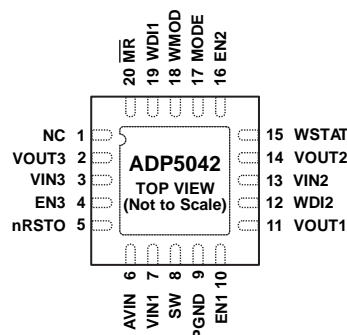 20 MR
19 WDI1
18 WMOD
17 MODE
16 EN2
NC 1
VOUT3 2
VIN3 3
EN3 4
nRSTO 5
ADP5042
TOP VIEW
(Not to Scale)
15 WSTAT
14 VOUT2
13 VIN2
12 WDI2
11 VOUT1
AVIN 6
VIN1 7
SW 8
PGND 9
EN1 10